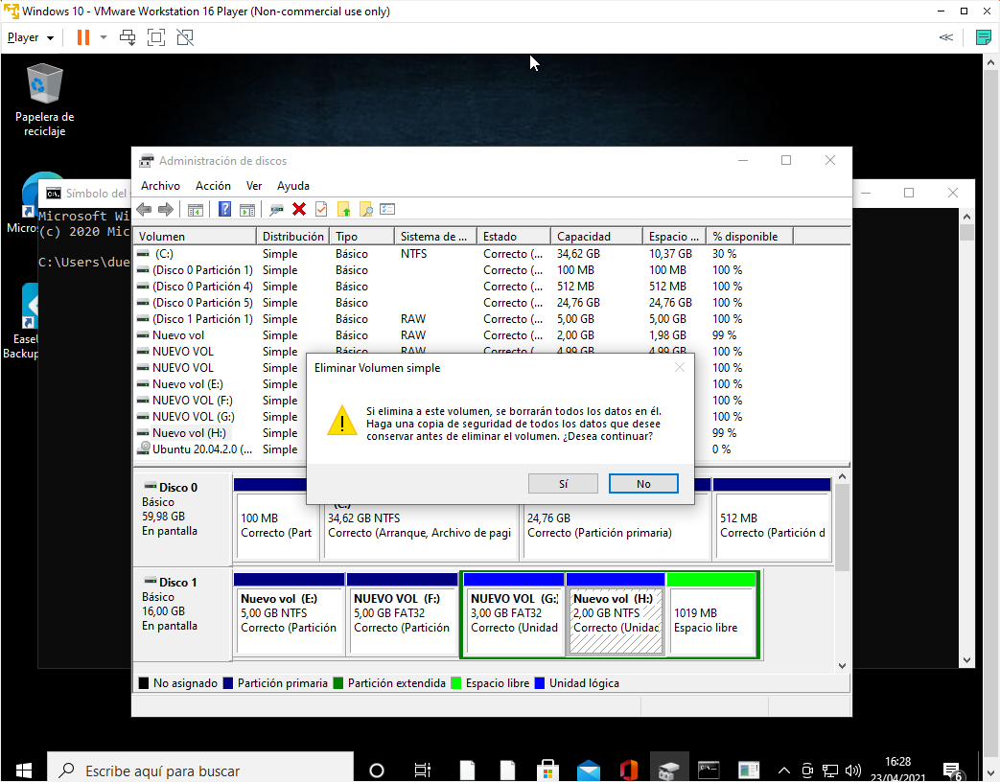 Windows 10 - VMware Workstation 16 Player (Non-commercial use only)
Player
Papelera de
reciclaje
Administración de discos
Archivo Acción Ver Ayuda
Símbolo del
Microsoft Wi
(c) 2020 Mic
C:\Users\due
Volumen Distribución Tipo Sistema de ... Estado Capacidad Espacio ... % disponible
(C:) Simple Básico NTFS Correcto (... 34,62 GB 10,37 GB 30 %
(Disco 0 Partición 1) Simple Básico Correcto (... 100 MB 100 MB 100 %
(Disco 0 Partición 4) Simple Básico Correcto (... 512 MB 512 MB 100 %
(Disco 0 Partición 5) Simple Básico Correcto (... 24,76 GB 24,76 GB 100 %
(Disco 1 Partición 1) Simple Básico RAW Correcto (... 5,00 GB 5,00 GB 100 %
Nuevo vol Simple Básico RAW Correcto (... 2,00 GB 1,98 GB 99 %
NUEVO VOL Simple Básico RAW Correcto (... 4,99 GB 4,99 GB 100 %
NUEVO VOL Simple 100 %
Nuevo vol (E:) Simple 100 %
NUEVO VOL (F:) Simple 100 %
NUEVO VOL (G:) Simple 100 %
Nuevo vol (H:) Simple 99 %
Ubuntu 20.04.2.0 (... Simple 0 %
Micros
EaseU
Backup
Eliminar Volumen simple
Si elimina a este volumen, se borrarán todos los datos en él.
Haga una copia de seguridad de todos los datos que desee
conservar antes de eliminar el volumen. ¿Desea continuar?
Sí No
Disco 0
Básico
59,98 GB
En pantalla
100 MB
Correcto (Part
(C:)
34,62 GB NTFS
Correcto (Arranque, Archivo de pagi
24,76 GB
Correcto (Partición primaria)
512 MB
Correcto (Partición d
Disco 1
Básico
16,00 GB
En pantalla
Nuevo vol (E:)
5,00 GB NTFS
Correcto (Partición
NUEVO VOL (F:)
5,00 GB FAT32
Correcto (Partición
NUEVO VOL (G:
3,00 GB FAT32
Correcto (Unidad
Nuevo vol (H:)
2,00 GB NTFS
Correcto (Unidad
1019 MB
Espacio libre
No asignado Partición primaria Partición extendida Espacio libre Unidad lógica
Escribe aquí para buscar
16:28
23/04/2021
6